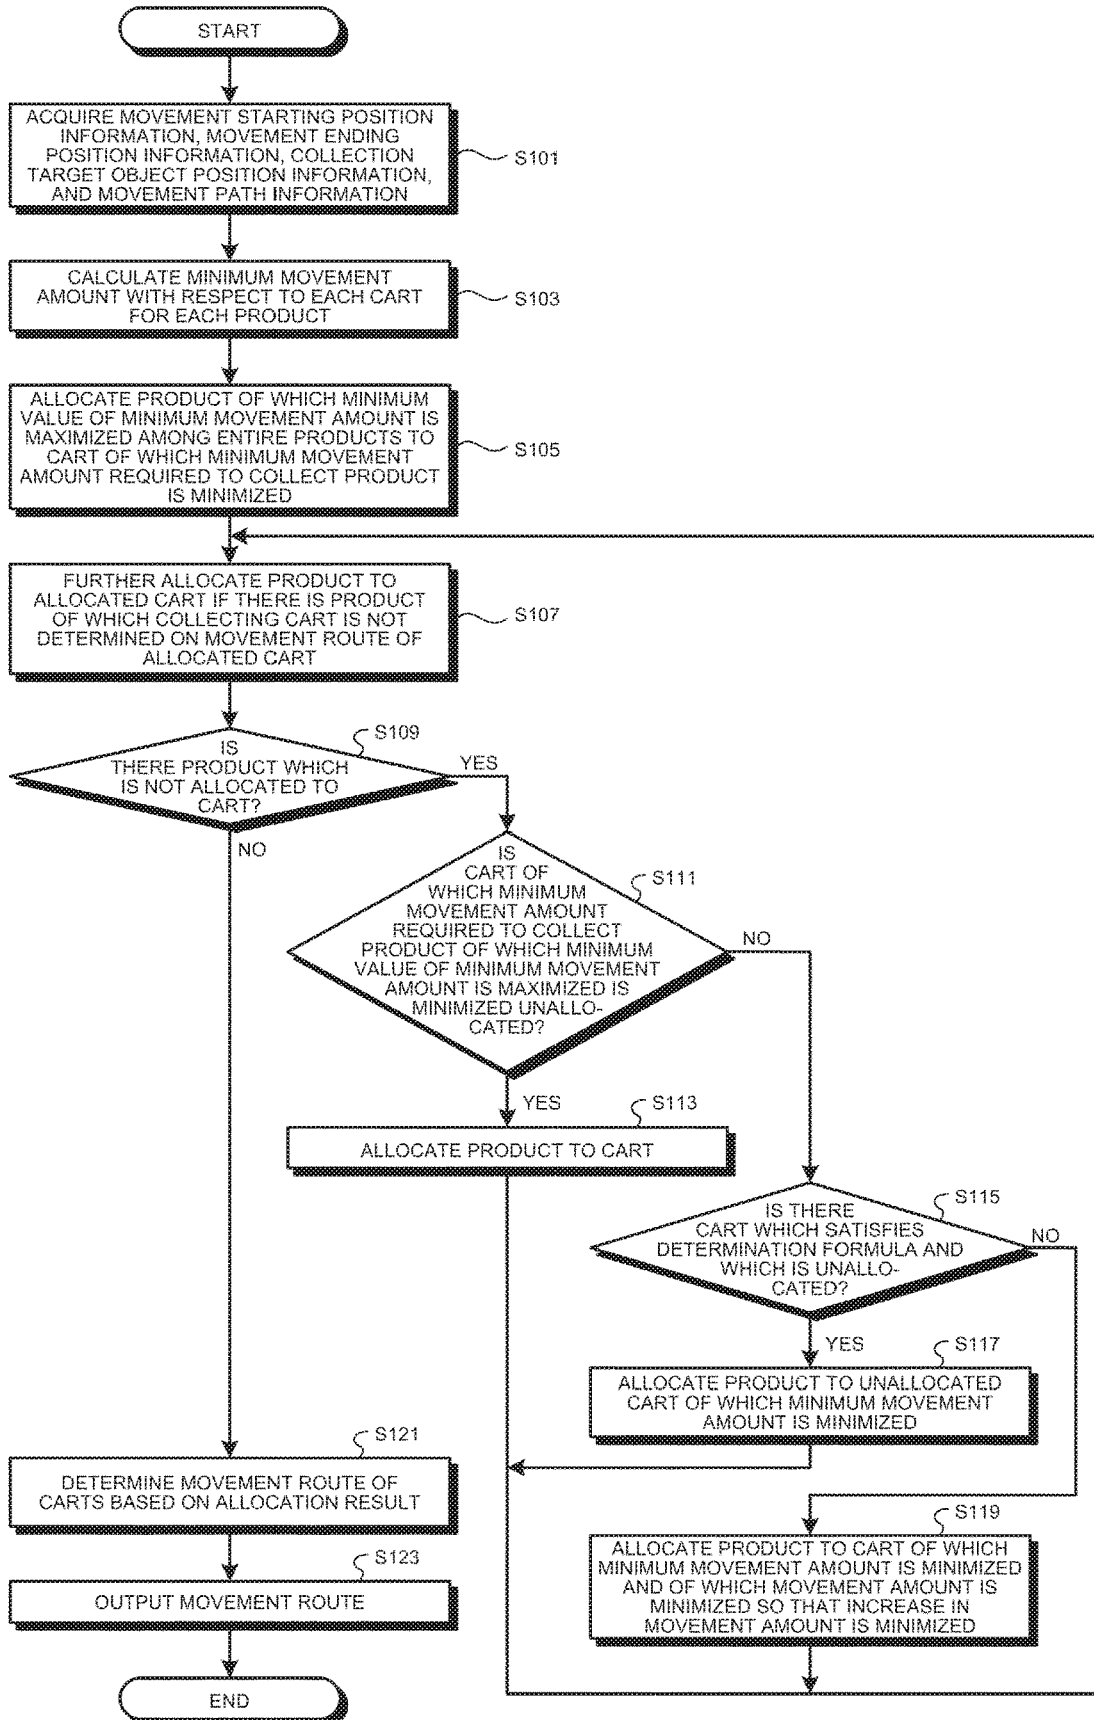 START
ACQUIRE MOVEMENT STARTING POSITION
INFORMATION, MOVEMENT ENDING
POSITION INFORMATION, COLLECTION
TARGET OBJECT POSITION INFORMATION,
AND MOVEMENT PATH INFORMATION
S101
CALCULATE MINIMUM MOVEMENT
AMOUNT WITH RESPECT TO EACH CART
FOR EACH PRODUCT
S103
ALLOCATE PRODUCT OF WHICH MINIMUM
VALUE OF MINIMUM MOVEMENT AMOUNT IS
MAXIMIZED AMONG ENTIRE PRODUCTS TO
CART OF WHICH MINIMUM MOVEMENT
AMOUNT REQUIRED TO COLLECT PRODUCT
IS MINIMIZED
S105
FURTHER ALLOCATE PRODUCT TO
ALLOCATED CART IF THERE IS PRODUCT
OF WHICH COLLECTING CART IS NOT
DETERMINED ON MOVEMENT ROUTE OF
ALLOCATED CART
S107
S109
IS
THERE PRODUCT WHICH
IS NOT ALLOCATED TO
CART?
YES
NO
IS
CART OF
WHICH MINIMUM
MOVEMENT AMOUNT
REQUIRED TO COLLECT
PRODUCT OF WHICH MINIMUM
VALUE OF MINIMUM MOVEMENT
AMOUNT IS MAXIMIZED IS
MINIMIZED UNALLO-
CATED?
S111
NO
YES
S113
ALLOCATE PRODUCT TO CART
S115
IS THERE
CART WHICH SATISFIES
DETERMINATION FORMULA AND
WHICH IS UNALLO-
CATED?
NO
YES
S117
ALLOCATE PRODUCT TO UNALLOCATED
CART OF WHICH MINIMUM MOVEMENT
AMOUNT IS MINIMIZED
S119
ALLOCATE PRODUCT TO CART OF WHICH
MINIMUM MOVEMENT AMOUNT IS MINIMIZED
AND OF WHICH MOVEMENT AMOUNT IS
MINIMIZED SO THAT INCREASE IN
MOVEMENT AMOUNT IS MINIMIZED
S121
DETERMINE MOVEMENT ROUTE OF
CARTS BASED ON ALLOCATION RESULT
S123
OUTPUT MOVEMENT ROUTE
END